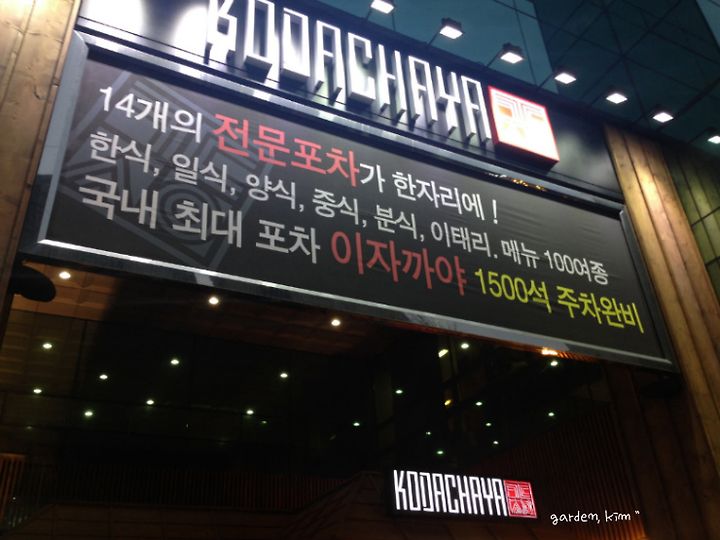 KODACHAYA
14개의 전문포차가 한자리에 !
한식, 일식, 양식, 중식, 분식, 이태리. 메뉴 100여종
국내 최대 포차 이자까야 1500석 주차완비
KODACHAYA
garden, kim "